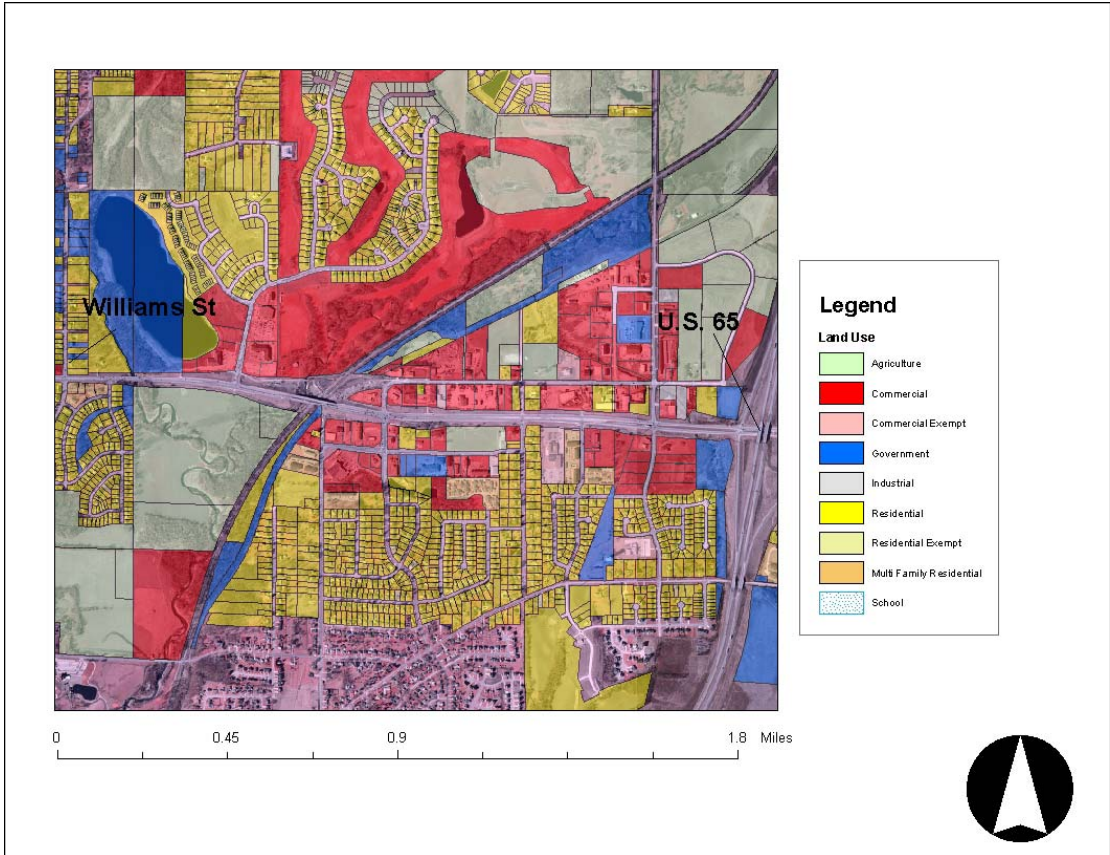 Williams St
U.S. 65
Legend
Land Use
Agriculture
Commercial
Commercial Exempt
Government
Industrial
Residential
Residential Exempt
Multi Family Residential
School
0 0.45 0.9 1.8 Miles